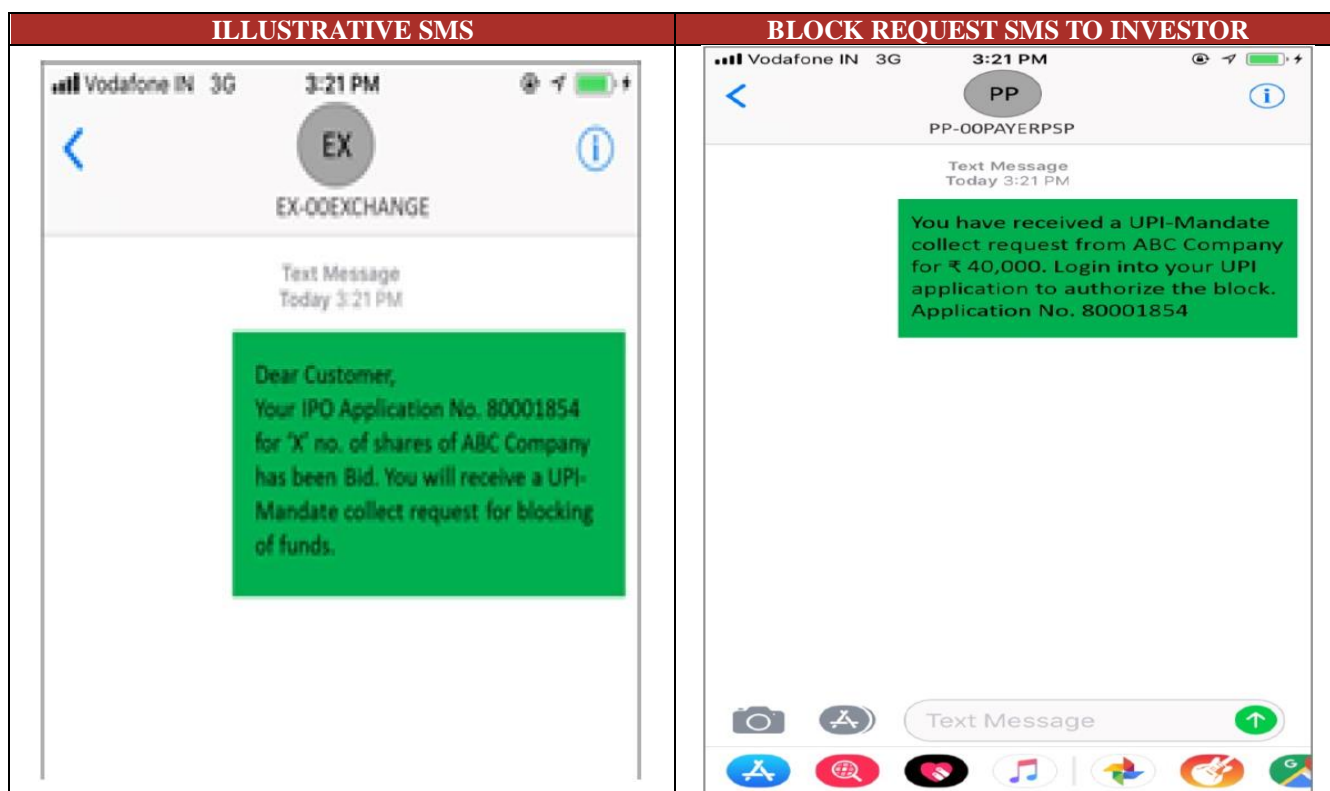 ILLUSTRATIVE SMS
Vodafone IN 3G 3:21 PM
EX
EX-00EXCHANGE
Text Message
Today 3:21 PM
Dear Customer,
Your IPO Application No. 80001854
for 'X' no. of shares of ABC Company
has been Bid. You will receive a UPI-
Mandate collect request for blocking
of funds.
BLOCK REQUEST SMS TO INVESTOR
Vodafone IN 3G 3:21 PM
PP
PP-00PAYERPSP
Text Message
Today 3:21 PM
You have received a UPI-Mandate
collect request from ABC Company
for ₹ 40,000. Login into your UPI
application to authorize the block.
Application No. 80001854
Text Message
G